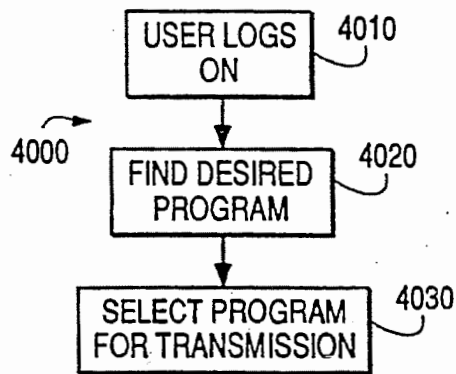 USER LOGS
ON
4010
4000
FIND DESIRED
PROGRAM
4020
SELECT PROGRAM
FOR TRANSMISSION
4030